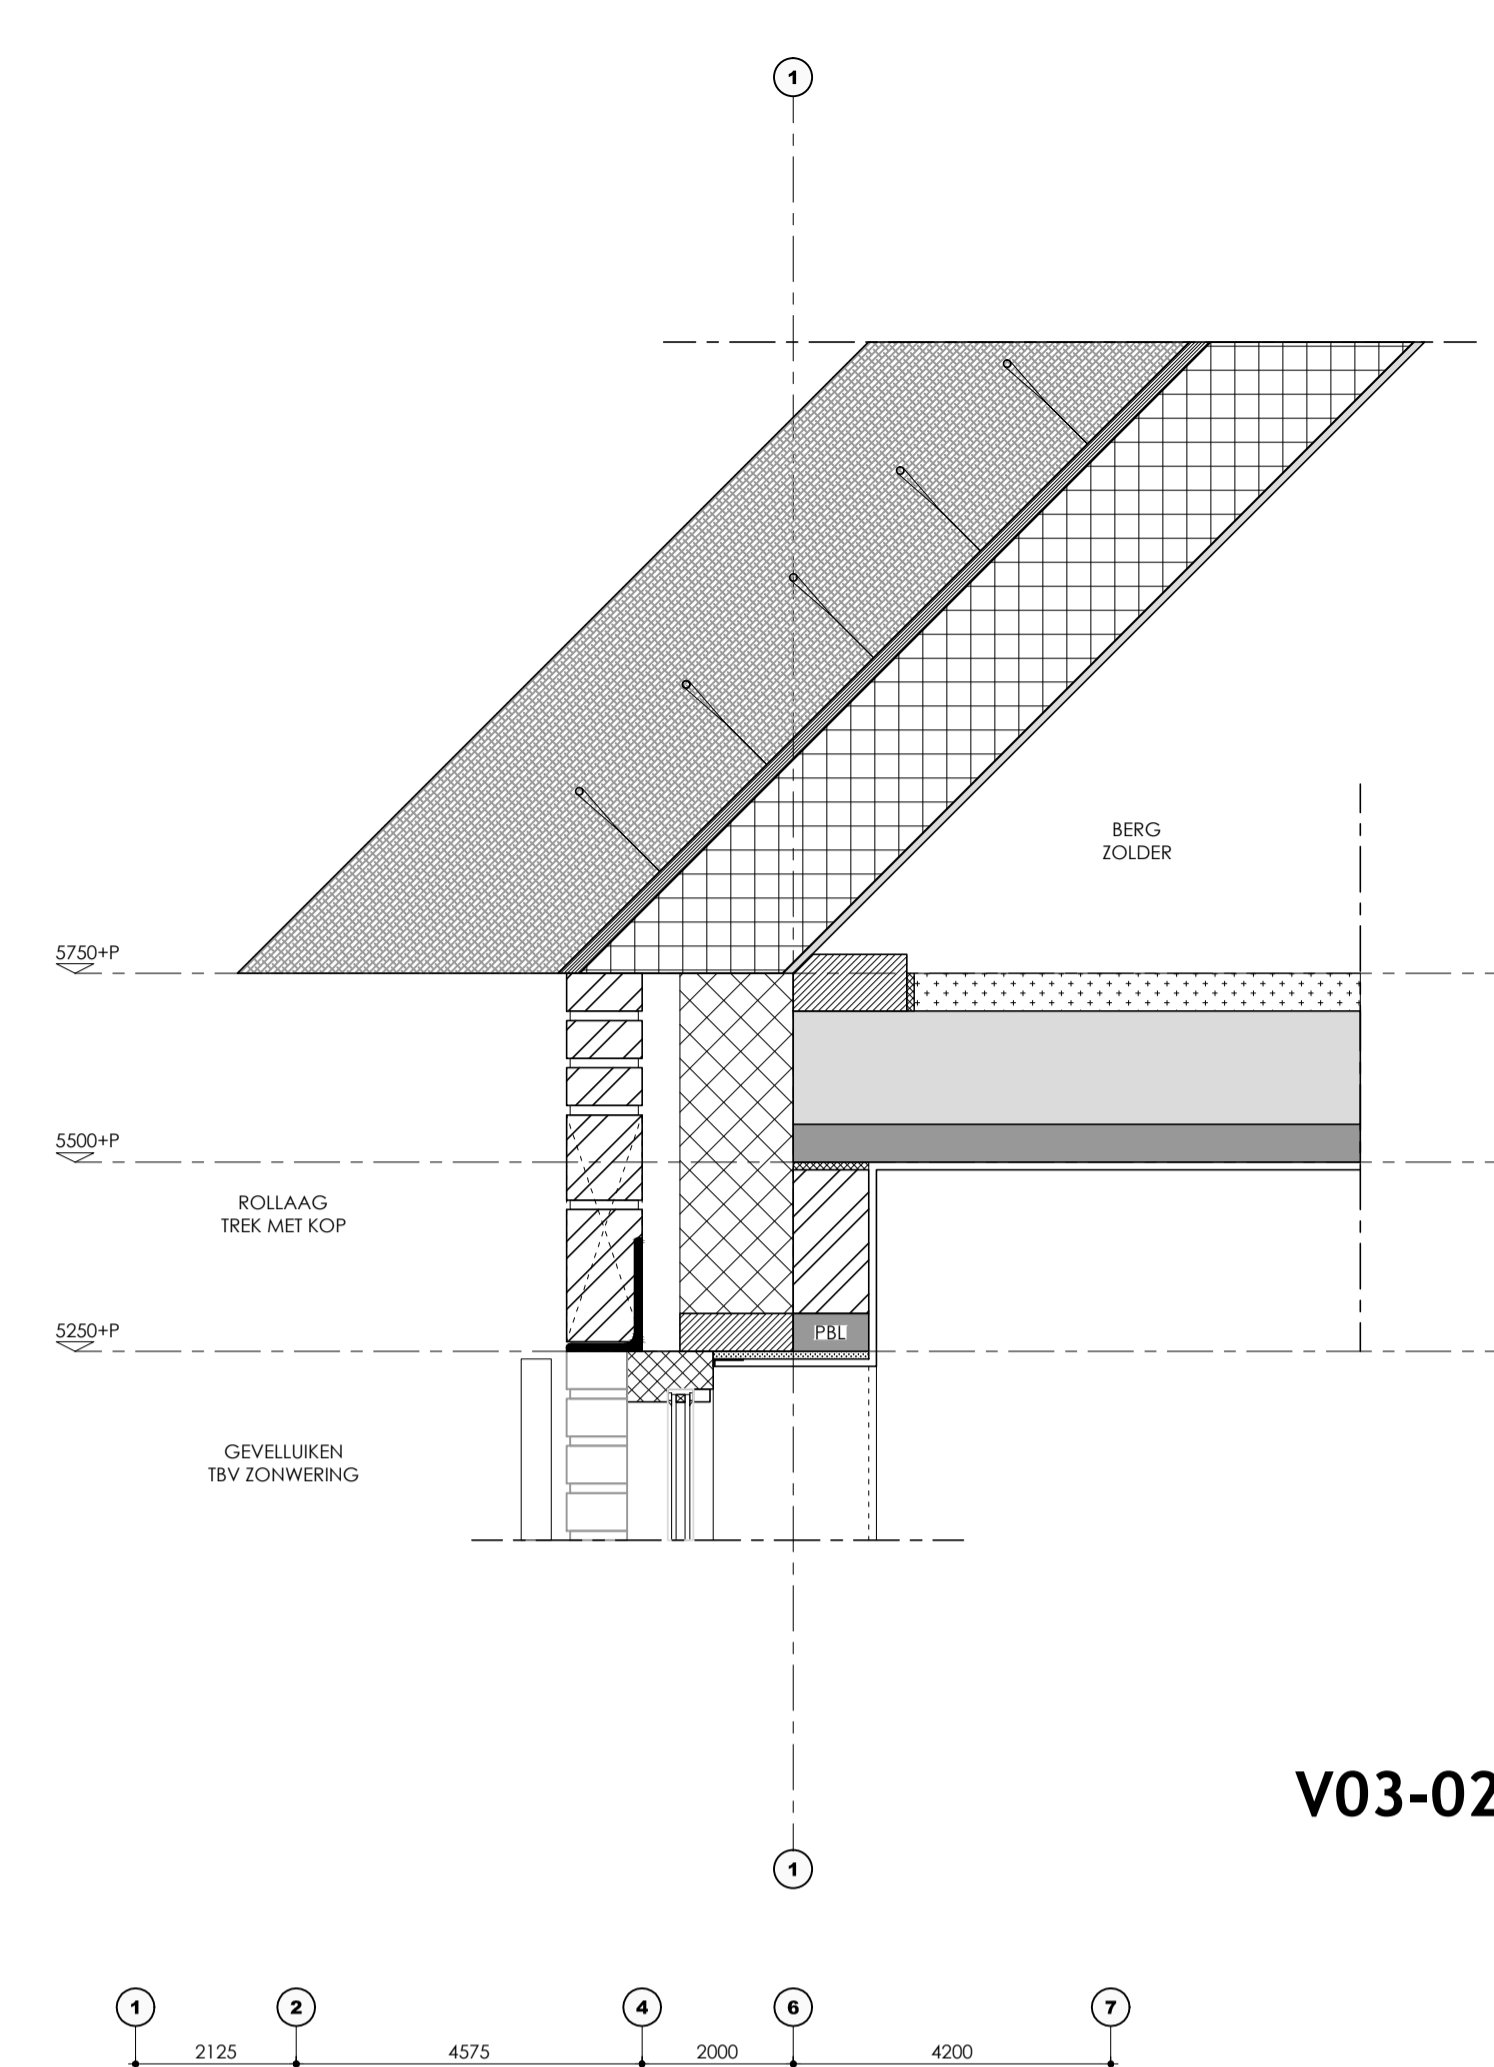 1
BERG
ZOLDER
5750+P
5500+P
ROLLAAG
TREK MET KOP
5250+P
PBL
GEVELLUIKEN
TBV ZONWERING
V03-02
1
1 2 4 6 7
2125 4575 2000 4200